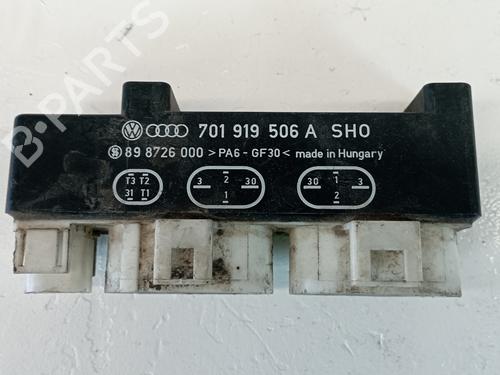 B-PARTS
701 919 506 A SHO
89 8726 000 >PA6-GF30< made in Hungary
T3 T2 2 1
3 30 30 3
31 T1 1 2